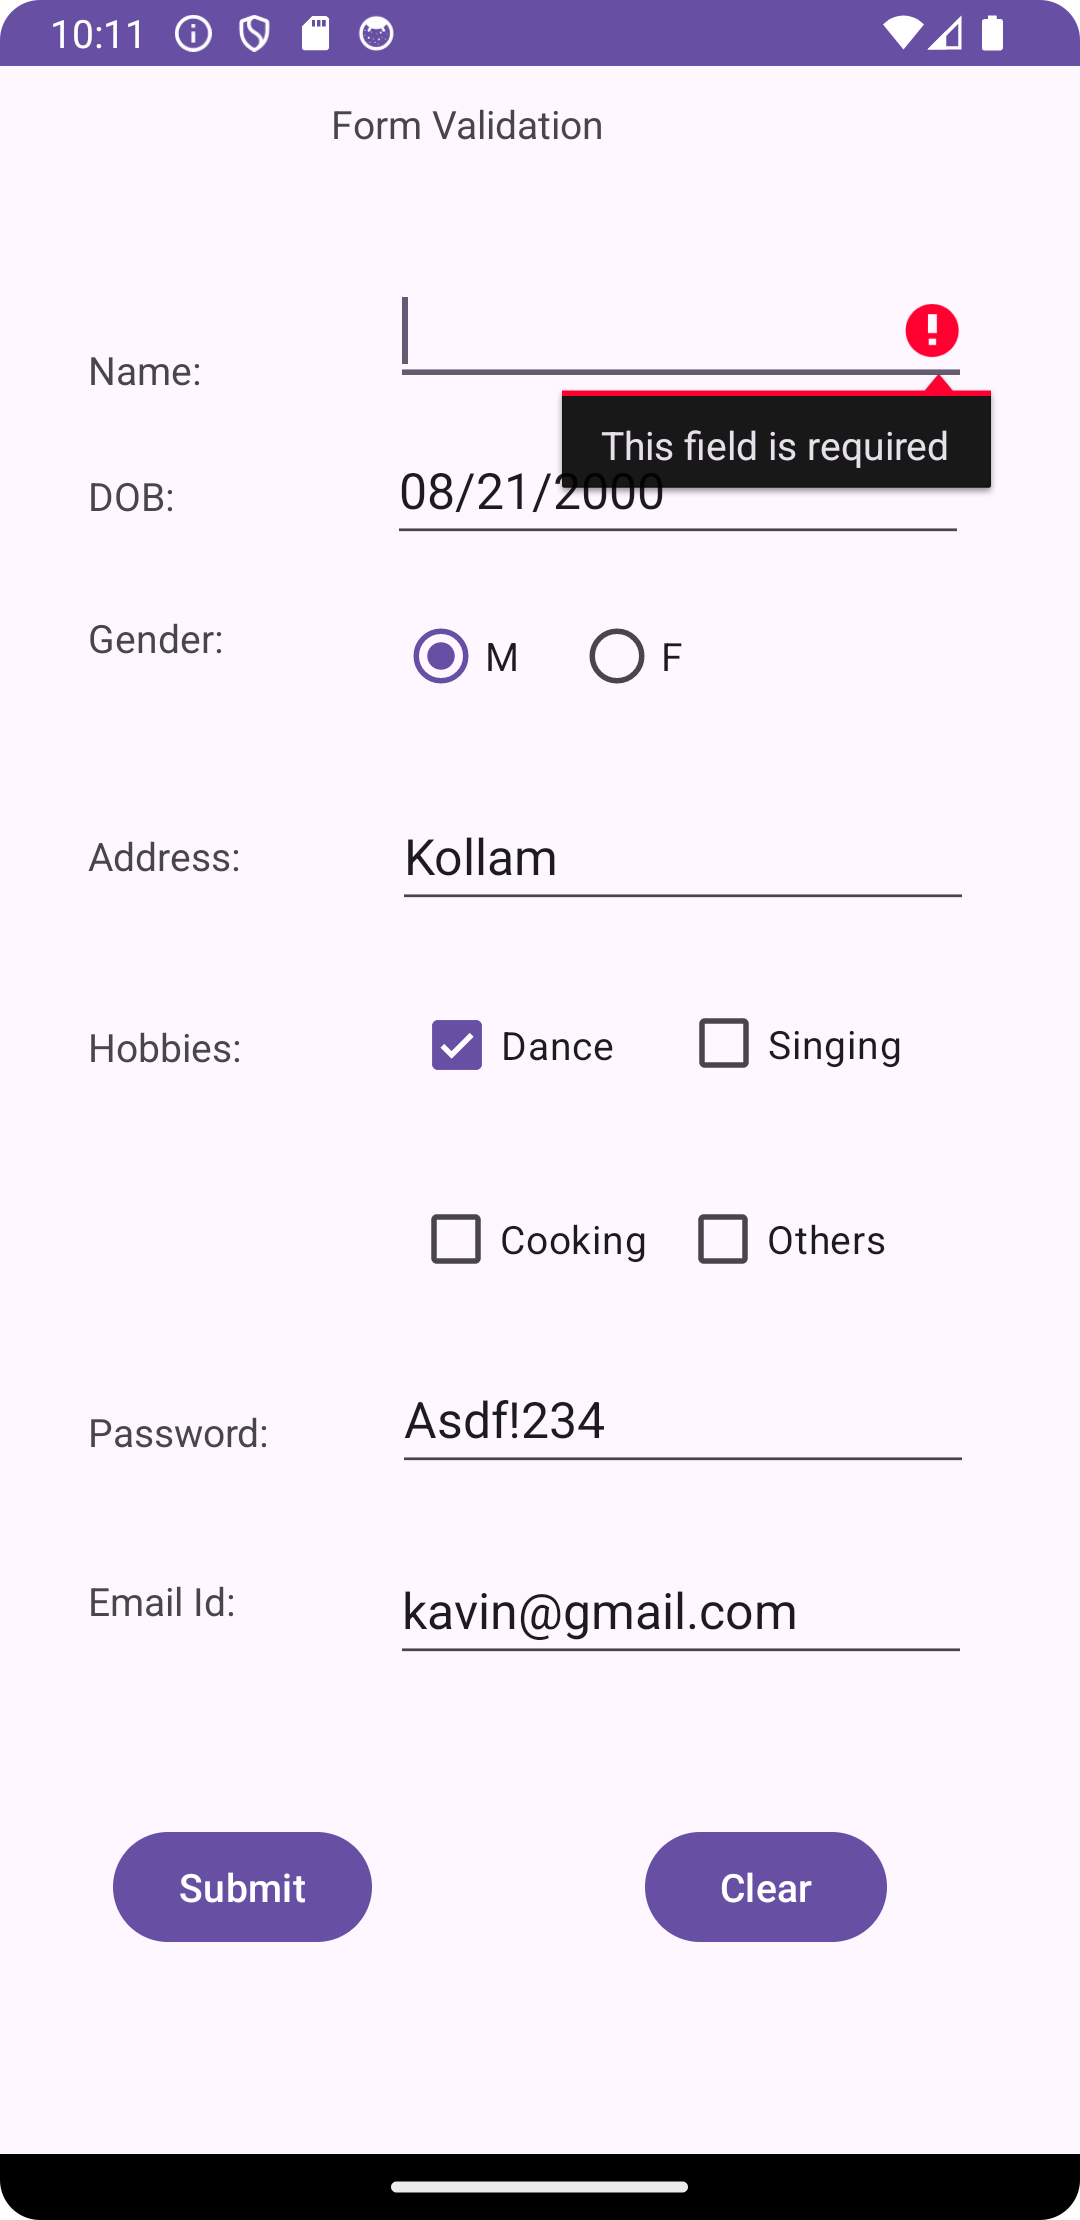 10:11
Form Validation
Name:
This field is required
DOB: 08/21/2000
Gender: M F
Address: Kollam
Hobbies: Dance Singing
Cooking Others
Password: Asdf!234
Email Id: kavin@gmail.com
Submit Clear